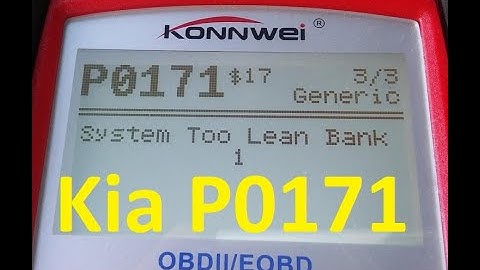 KONNWEI ®
P0171 $17 3/3
Generic
System Too Lean Bank
1
Kia P0171
OBDII/EOBD